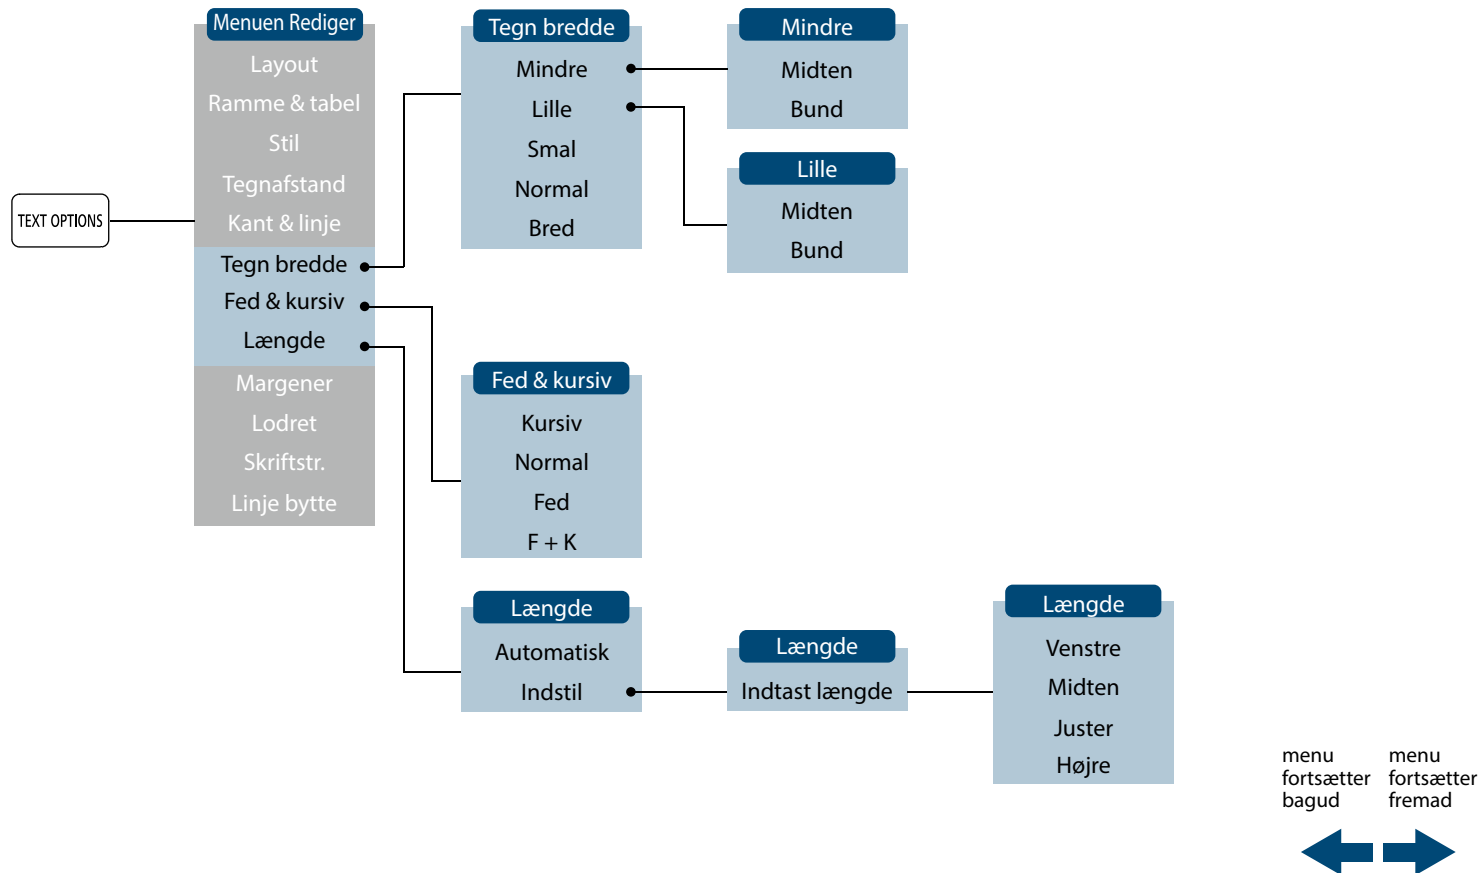 TEXT OPTIONS
Menuen Rediger
Layout
Ramme & tabel
Stil
Tegnafstand
Kant & linje
Tegn bredde
Fed & kursiv
Længde
Margener
Lodret
Skriftstr.
Linje bytte
Tegn bredde
Mindre
Lille
Smal
Normal
Bred
Mindre
Midten
Bund
Lille
Midten
Bund
Fed & kursiv
Kursiv
Normal
Fed
F + K
Længde
Automatisk
Indstil
Længde
Indtast længde
Længde
Venstre
Midten
Juster
Højre
menu
fortsætter
bagud
menu
fortsætter
fremad